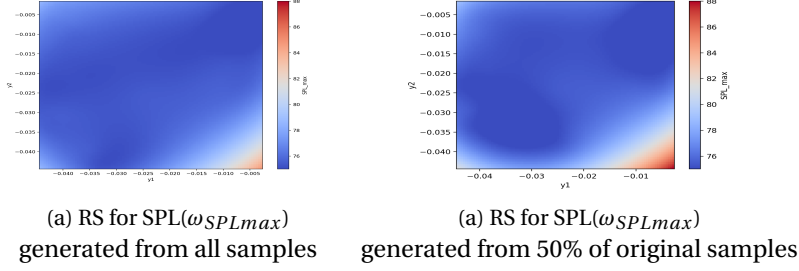 −0.005
−0.010
−0.015
−0.020
−0.025
−0.030
−0.035
−0.040
y2
−0.040 −0.035 −0.030 −0.025 −0.020 −0.015 −0.010 −0.005
y1
88
86
84
82
80
78
76
SPL_max
−0.005
−0.010
−0.015
−0.020
−0.025
−0.030
−0.035
−0.040
y2
−0.04 −0.03 −0.02 −0.01
y1
88
86
84
82
80
78
76
SPL_max
(a) RS for SPL(ω_SPLmax)
generated from all samples
(a) RS for SPL(ω_SPLmax)
generated from 50% of original samples